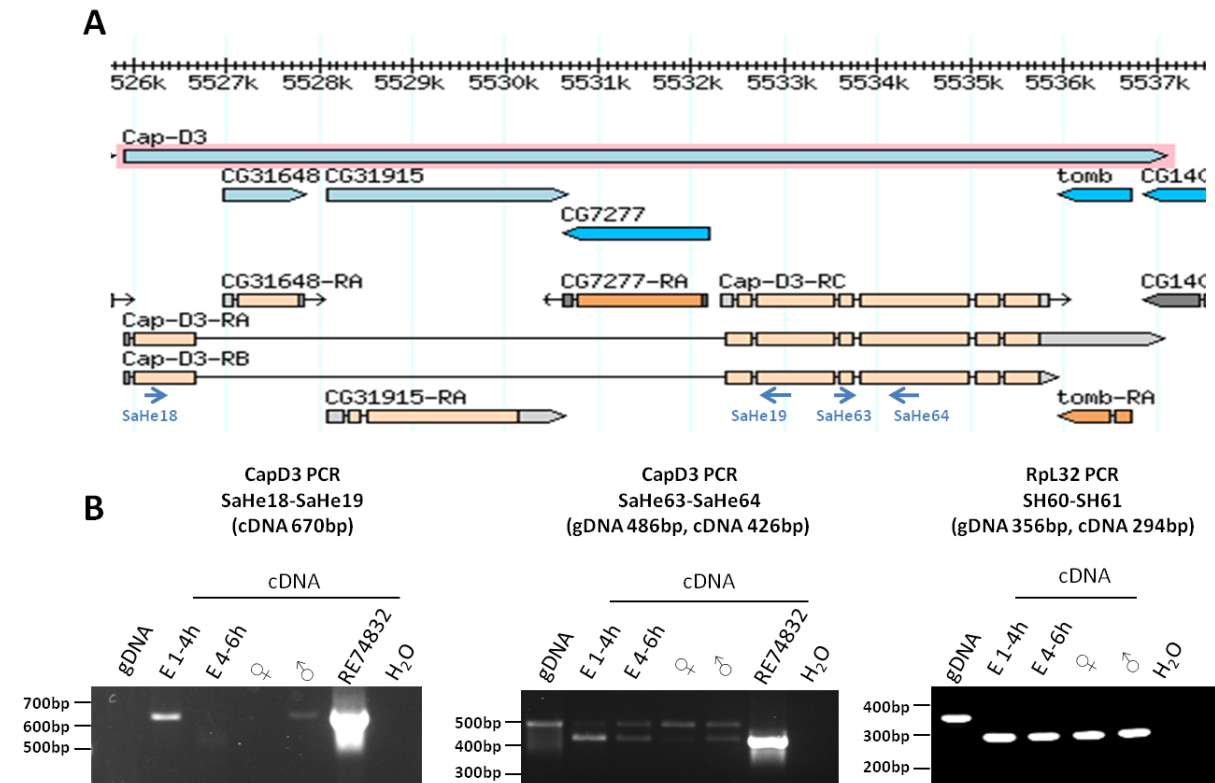 A
526k 5527k 5528k 5529k 5530k 5531k 5532k 5533k 5534k 5535k 5536k 5537k
Cap-D3
CG31648 CG31915 tomb CG14C
CG7277
CG31648-RA CG7277-RA Cap-D3-RC CG14C
Cap-D3-RA
Cap-D3-RB
CG31915-RA tomb-RA
SaHe18 SaHe19 SaHe63 SaHe64
B
CapD3 PCR
SaHe18-SaHe19
(cDNA 670bp)
cDNA
gDNA E 1-4h E 4-6h ♀ ♂ RE74832 H₂O
700bp
600bp
500bp
CapD3 PCR
SaHe63-SaHe64
(gDNA 486bp, cDNA 426bp)
cDNA
gDNA E 1-4h E 4-6h ♀ ♂ RE74832 H₂O
500bp
400bp
300bp
RpL32 PCR
SH60-SH61
(gDNA 356bp, cDNA 294bp)
cDNA
gDNA E 1-4h E 4-6h ♀ ♂ H₂O
400bp
300bp
200bp